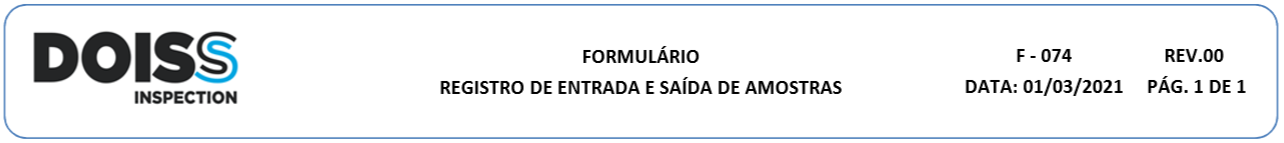 DOISS
INSPECTION
FORMULÁRIO
REGISTRO DE ENTRADA E SAÍDA DE AMOSTRAS
F - 074 REV.00
DATA: 01/03/2021 PÁG. 1 DE 1